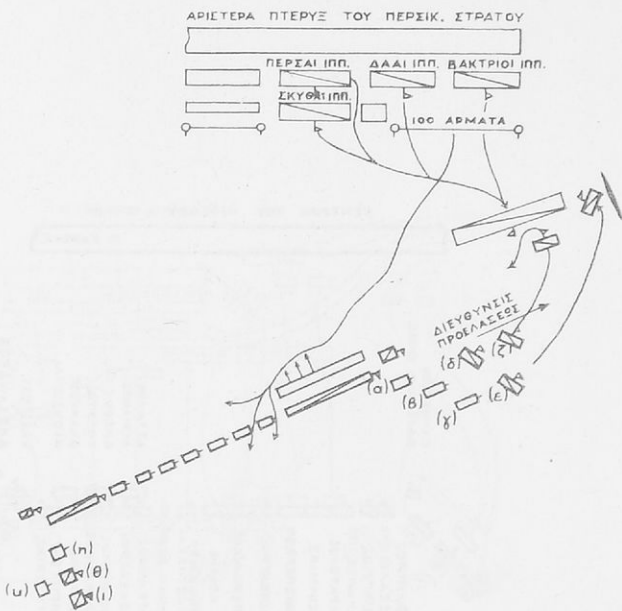 ΑΡΙΣΤΕΡΑ ΠΤΕΡΥΞ ΤΟΥ ΠΕΡΣΙΚ. ΣΤΡΑΤΟΥ
ΠΕΡΣΑΙ ΙΠΠ. ΔΑΑΙ ΙΠΠ. ΒΑΚΤΡΙΟΙ ΙΠΠ.
ΣΚΥΘΑΙ ΙΠΠ.
100 ΑΡΜΑΤΑ
ΔΙΕΥΘΥΝΣΙΣ
ΠΡΟΕΛΑΣΕΩΣ
(α) (β) (γ) (δ) (ε) (ζ)
(η)
(θ)
(ι)
(u)